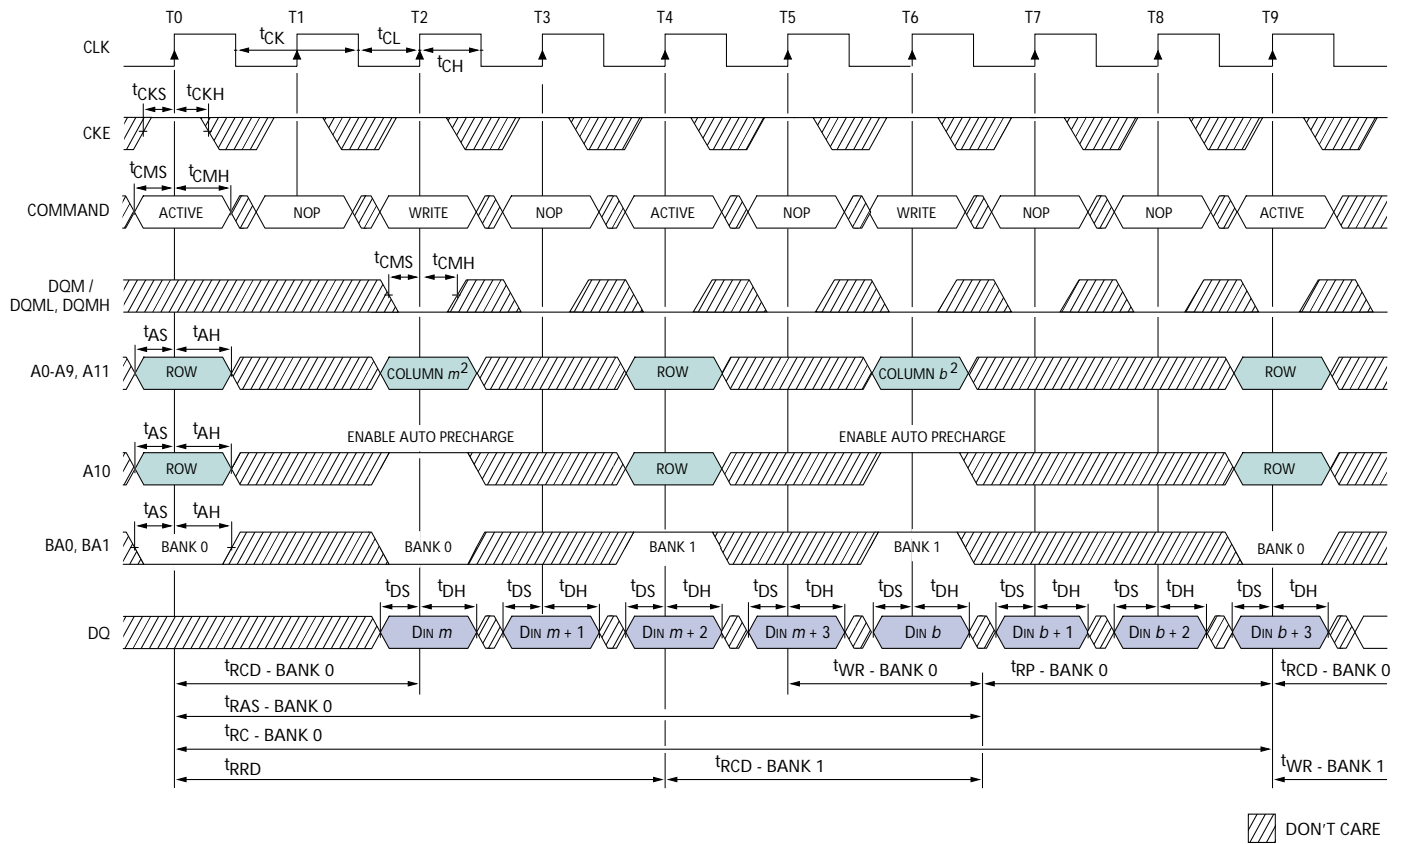 T0 T1 T2 T3 T4 T5 T6 T7 T8 T9
CLK tCK tCL tCH
tCKS tCKH
CKE
tCMS tCMH
COMMAND ACTIVE NOP WRITE NOP ACTIVE NOP WRITE NOP NOP ACTIVE
tCMS tCMH
DQM /
DQML, DQMH
tAS tAH
A0-A9, A11 ROW COLUMN m2 ROW COLUMN b2 ROW
tAS tAH ENABLE AUTO PRECHARGE ENABLE AUTO PRECHARGE
A10 ROW ROW ROW
tAS tAH
BA0, BA1 BANK 0 BANK 0 BANK 1 BANK 1 BANK 0
tDS tDH tDS tDH tDS tDH tDS tDH tDS tDH tDS tDH tDS tDH tDS tDH
DQ DIN m DIN m + 1 DIN m + 2 DIN m + 3 DIN b DIN b + 1 DIN b + 2 DIN b + 3
tRCD - BANK 0 tWR - BANK 0 tRP - BANK 0 tRCD - BANK 0
tRAS - BANK 0
tRC - BANK 0
tRRD tRCD - BANK 1 tWR - BANK 1
DON'T CARE